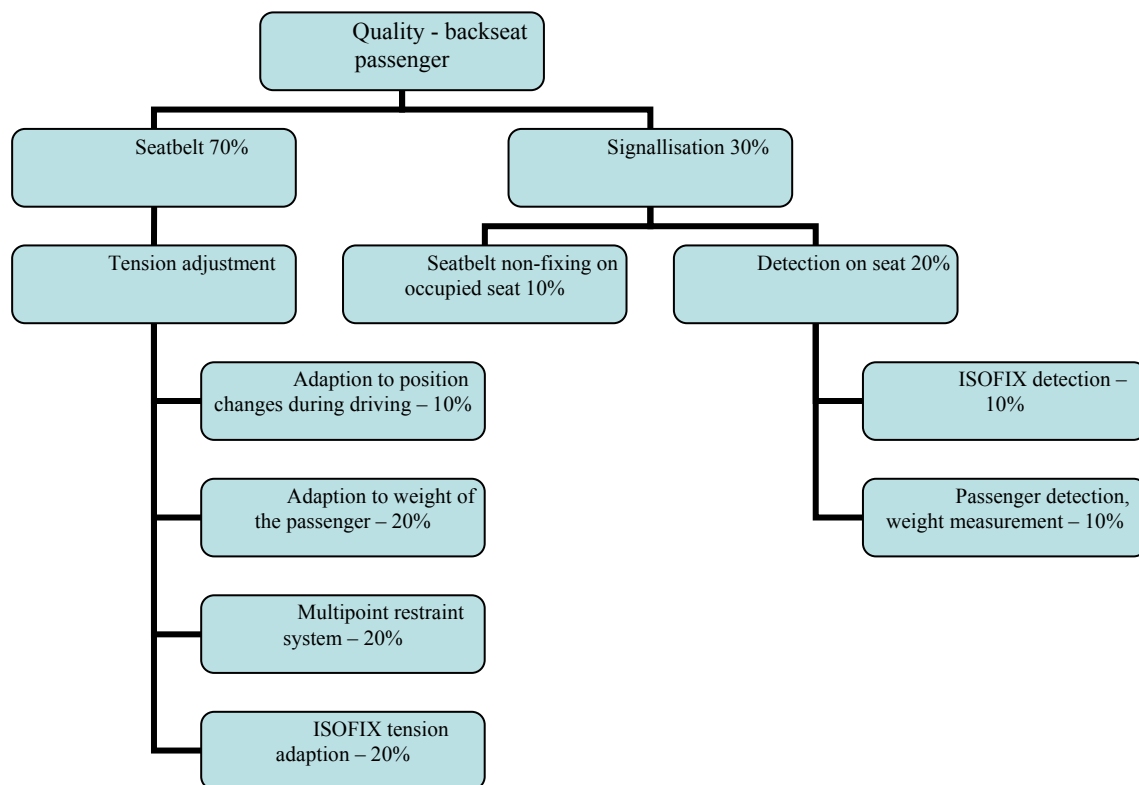 Quality - backseat
passenger
Seatbelt 70%
Signallisation 30%
Tension adjustment
Seatbelt non-fixing on
occupied seat 10%
Detection on seat 20%
Adaption to position
changes during driving – 10%
Adaption to weight of
the passenger – 20%
Multipoint restraint
system – 20%
ISOFIX tension
adaption – 20%
ISOFIX detection –
10%
Passenger detection,
weight measurement – 10%